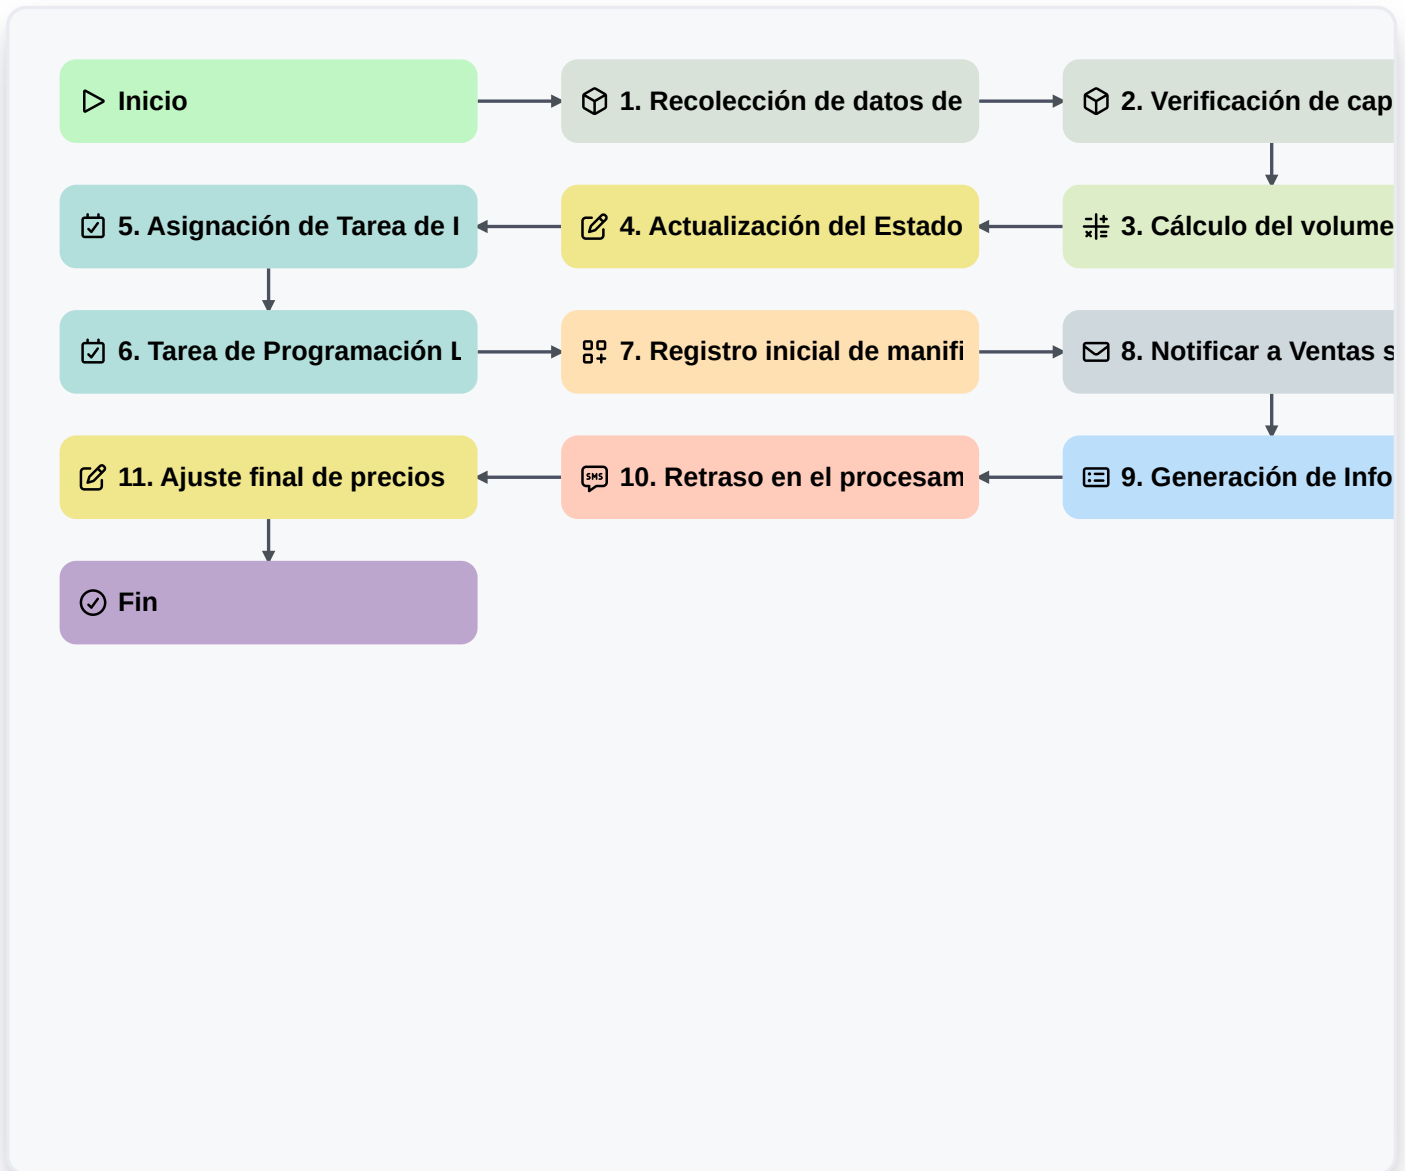 Inicio
1. Recolección de datos de
2. Verificación de cap
5. Asignación de Tarea de
4. Actualización del Estado
3. Cálculo del volume
6. Tarea de Programación L
7. Registro inicial de manifi
8. Notificar a Ventas s
11. Ajuste final de precios
10. Retraso en el procesam
SMS
9. Generación de Info
Fin